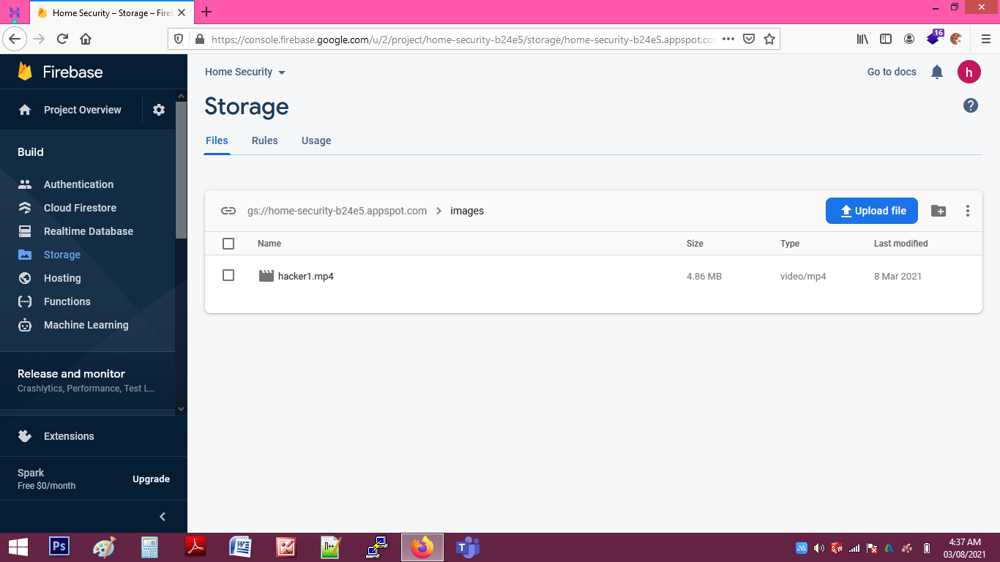 Home Security – Storage – Fire
https://console.firebase.google.com/u/2/project/home-security-b24e5/storage/home-security-b24e5.appspot.co
16
Firebase
Project Overview
Build
Authentication
Cloud Firestore
Realtime Database
Storage
Hosting
Functions
Machine Learning
Release and monitor
Crashlytics, Performance, Test L...
Extensions
Spark
Free $0/month
Upgrade
Home Security
Go to docs
h
Storage
?
Files Rules Usage
gs://home-security-b24e5.appspot.com > images
Upload file
Name Size Type Last modified
hacker1.mp4 4.86 MB video/mp4 8 Mar 2021
Ps
4:37 AM
03/08/2021